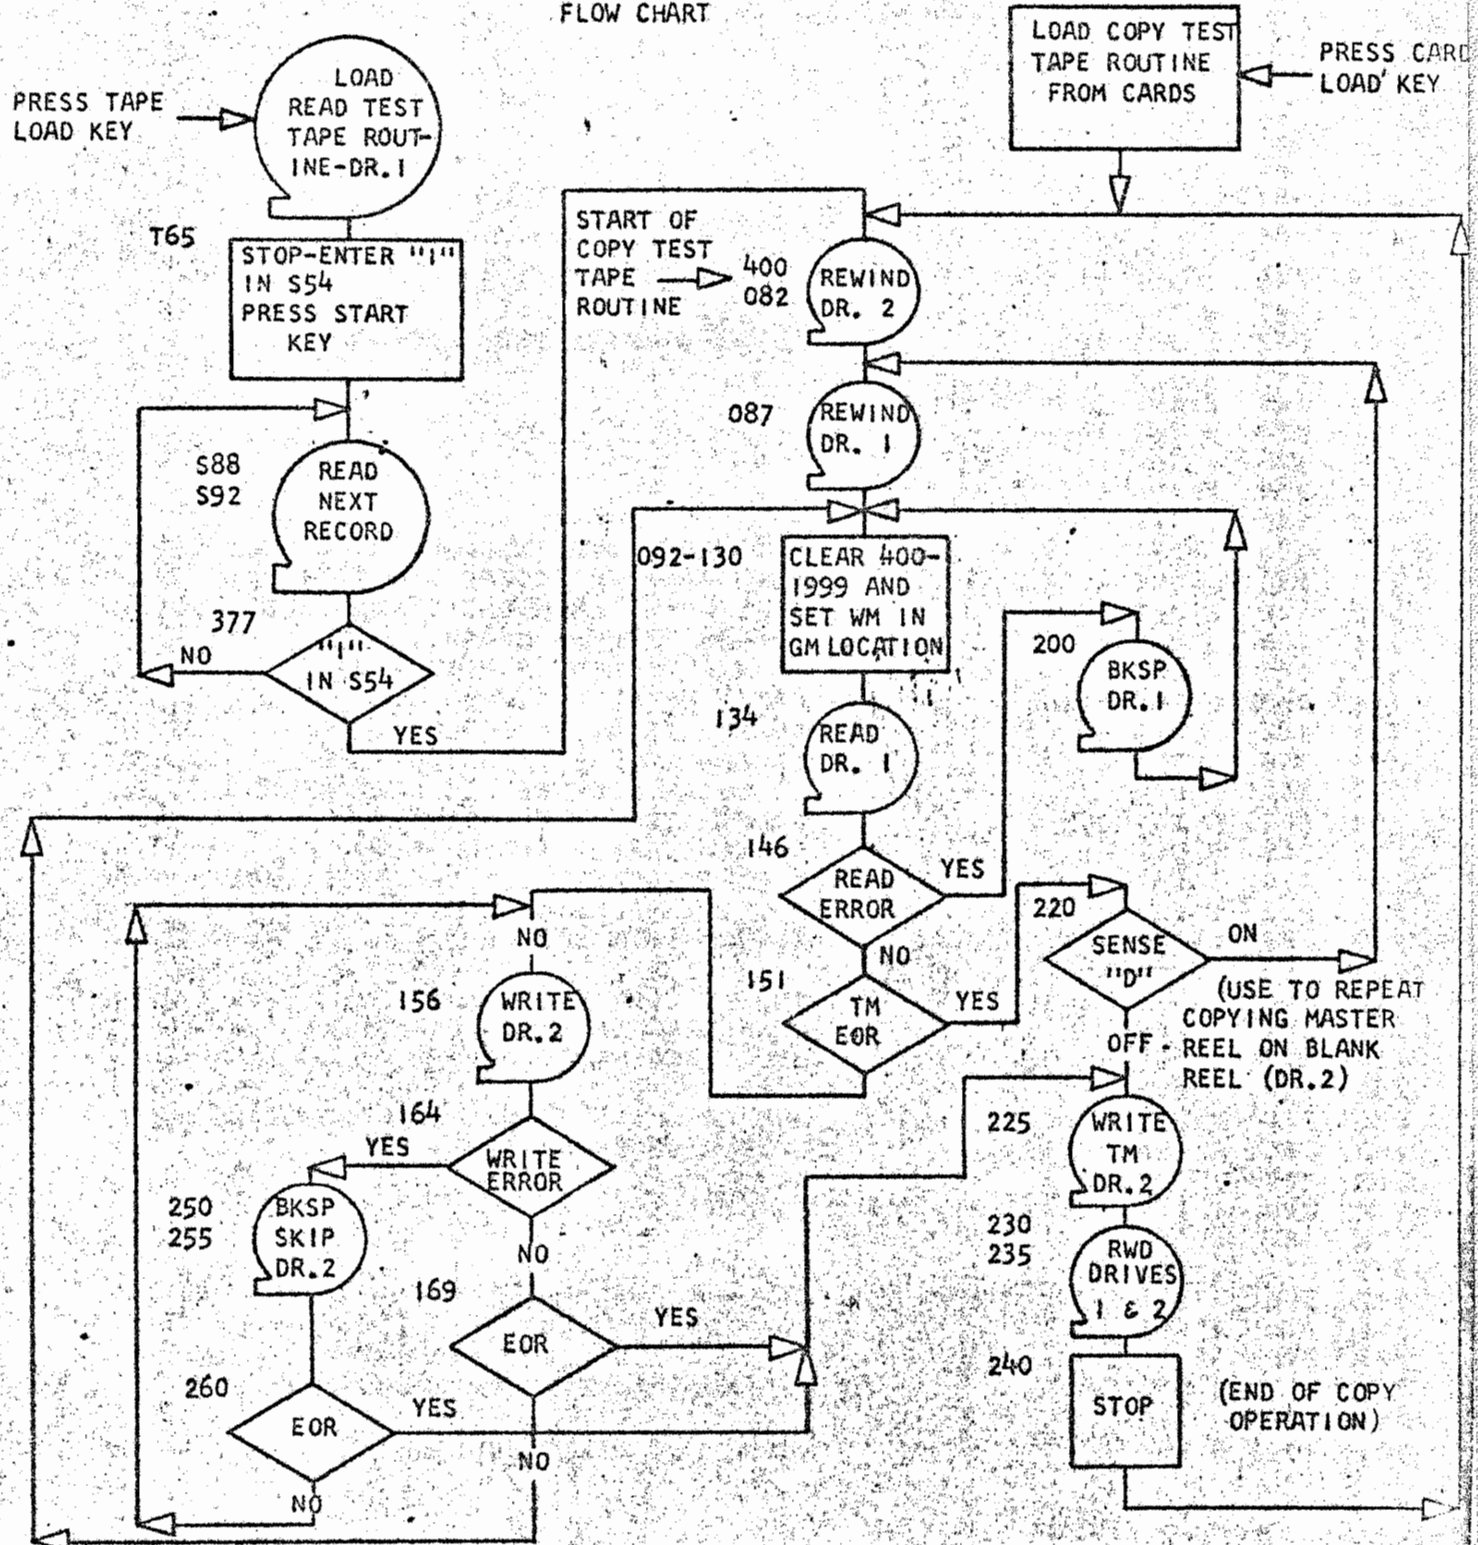 FLOW CHART
PRESS TAPE
LOAD KEY
LOAD
READ TEST
TAPE ROUT-
INE-DR.1
T65
STOP-ENTER "1"
IN S54
PRESS START
KEY
S88
S92
READ
NEXT
RECORD
377
"1"
IN S54
NO
YES
LOAD COPY TEST
TAPE ROUTINE
FROM CARDS
PRESS CARD
LOAD KEY
START OF
COPY TEST
TAPE
ROUTINE
400
082
REWIND
DR. 2
087
REWIND
DR. 1
092-130
CLEAR 400-
1999 AND
SET WM IN
GM LOCATION
134
READ
DR. 1
200
BKSP
DR.1
146
READ
ERROR
YES
NO
151
TM
EOR
YES
220
SENSE
"D"
ON
OFF
(USE TO REPEAT
COPYING MASTER
REEL ON BLANK
REEL (DR.2)
NO
156
WRITE
DR.2
164
WRITE
ERROR
YES
NO
250
255
BKSP
SKIP
DR.2
169
EOR
YES
NO
260
EOR
YES
NO
225
WRITE
TM
DR.2
230
235
RWD
DRIVES
1 & 2
240
STOP
(END OF COPY
OPERATION)